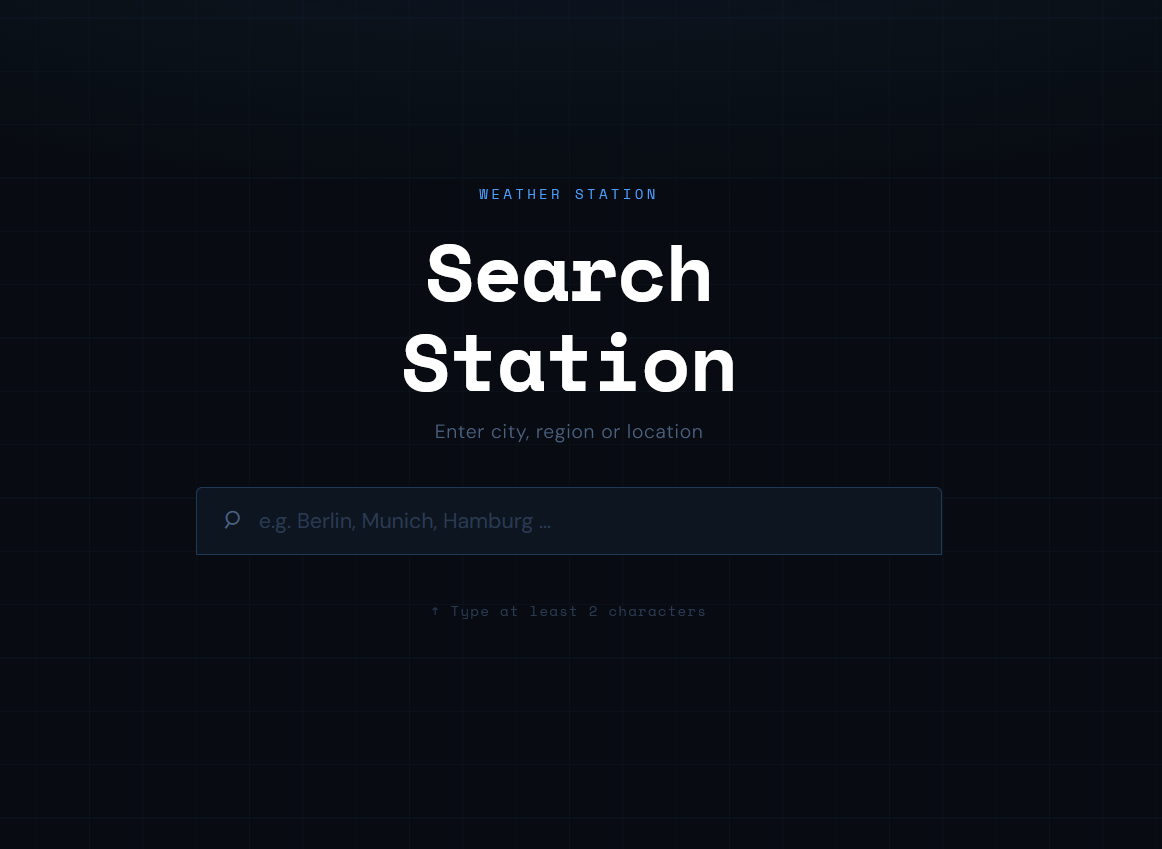 WEATHER STATION
Search
Station
Enter city, region or location
e.g. Berlin, Munich, Hamburg ...
↑ Type at least 2 characters